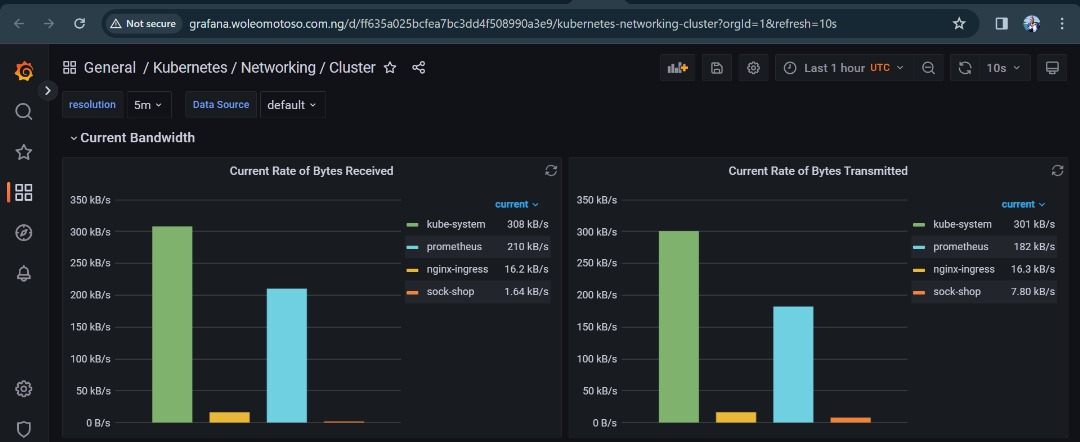 Not secure grafana.woleomotoso.com.ng/d/ff635a025bcfea7bc3dd4f508990a3e9/kubernetes-networking-cluster?orgId=1&refresh=10s
General / Kubernetes / Networking / Cluster
Last 1 hour UTC
10s
resolution 5m Data Source default
Current Bandwidth
Current Rate of Bytes Received
350 kB/s
300 kB/s
250 kB/s
200 kB/s
150 kB/s
100 kB/s
50 kB/s
0 B/s
current
kube-system 308 kB/s
prometheus 210 kB/s
nginx-ingress 16.2 kB/s
sock-shop 1.64 kB/s
Current Rate of Bytes Transmitted
350 kB/s
300 kB/s
250 kB/s
200 kB/s
150 kB/s
100 kB/s
50 kB/s
0 B/s
current
kube-system 301 kB/s
prometheus 182 kB/s
nginx-ingress 16.3 kB/s
sock-shop 7.80 kB/s